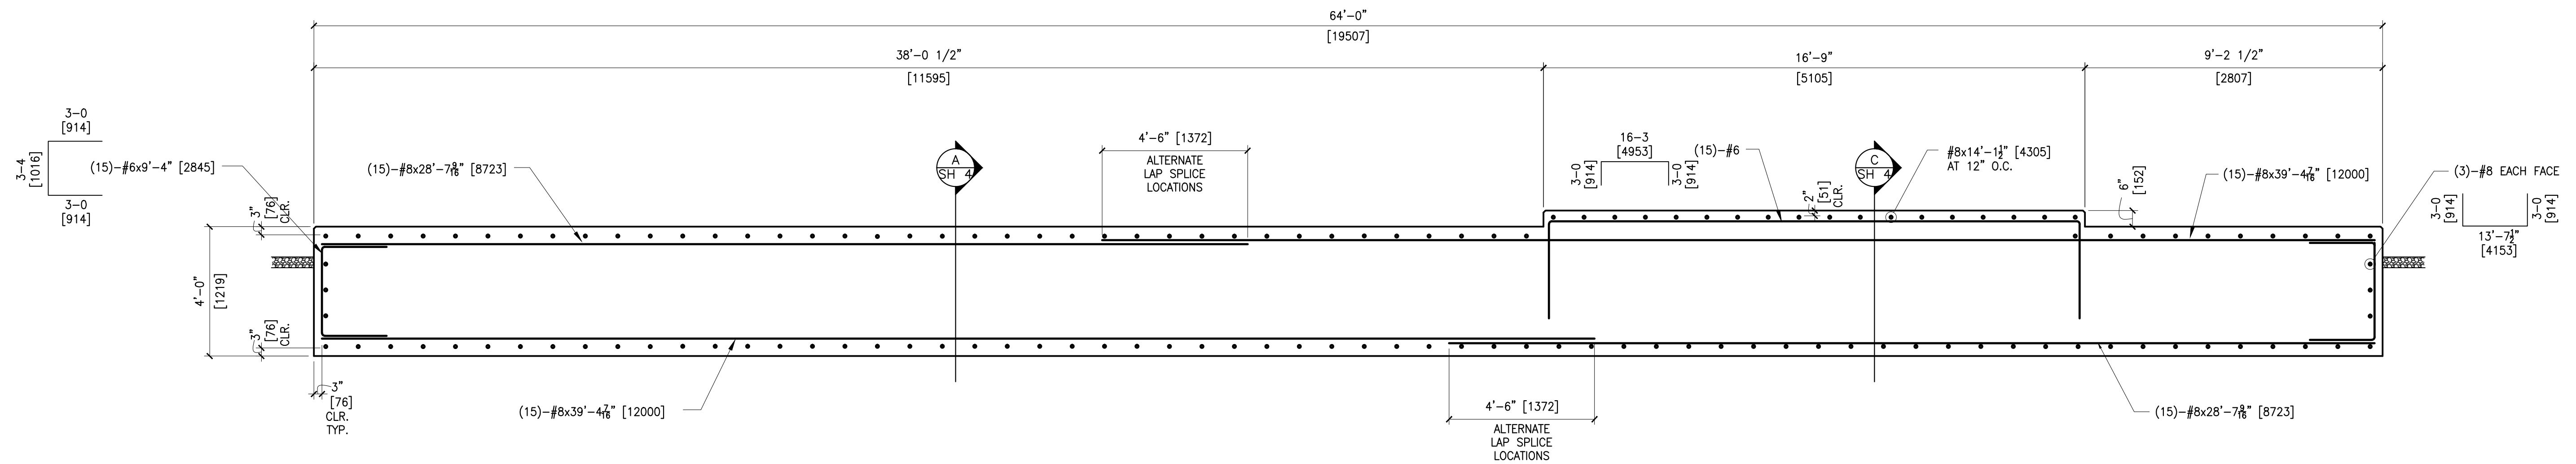 64'-0"
[19507]
38'-0 1/2"
[11595]
16'-9"
[5105]
9'-2 1/2"
[2807]
3-0
[914]
3-4
[1016]
3-0
[914]
(15)-#6x9'-4" [2845]
(15)-#8x28'-7 9/16" [8723]
A
SH 4
4'-6" [1372]
ALTERNATE
LAP SPLICE
LOCATIONS
16-3
[4953]
3-0
[914]
3-0
[914]
(15)-#6
2"
[51]
CLR.
C
SH 4
#8x14'-1½" [4305]
AT 12" O.C.
6"
[152]
(15)-#8x39'-4 7/16" [12000]
(3)-#8 EACH FACE
3-0
[914]
3-0
[914]
13'-7½"
[4153]
3"
[76]
CLR.
4'-0"
[1219]
3"
[76]
CLR.
3"
[76]
CLR.
TYP.
(15)-#8x39'-4 7/16" [12000]
4'-6" [1372]
ALTERNATE
LAP SPLICE
LOCATIONS
(15)-#8x28'-7 9/16" [8723]